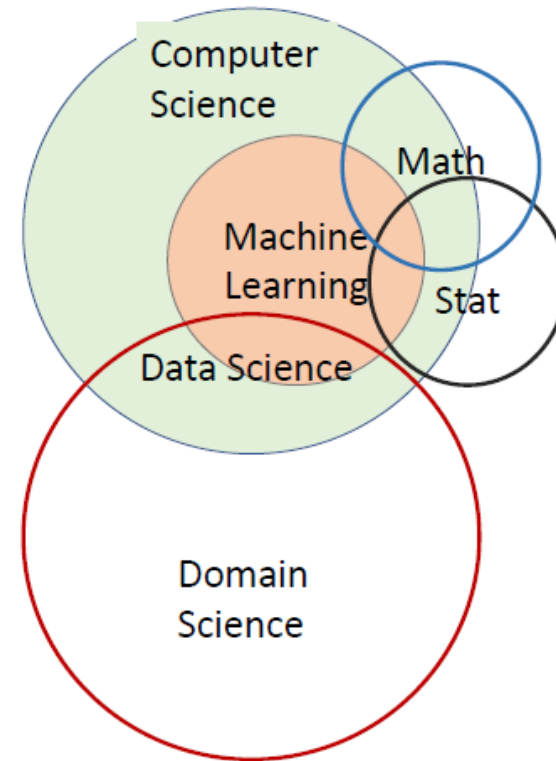 Computer
Science
Math
Machine
Learning
Stat
Data Science
Domain
Science